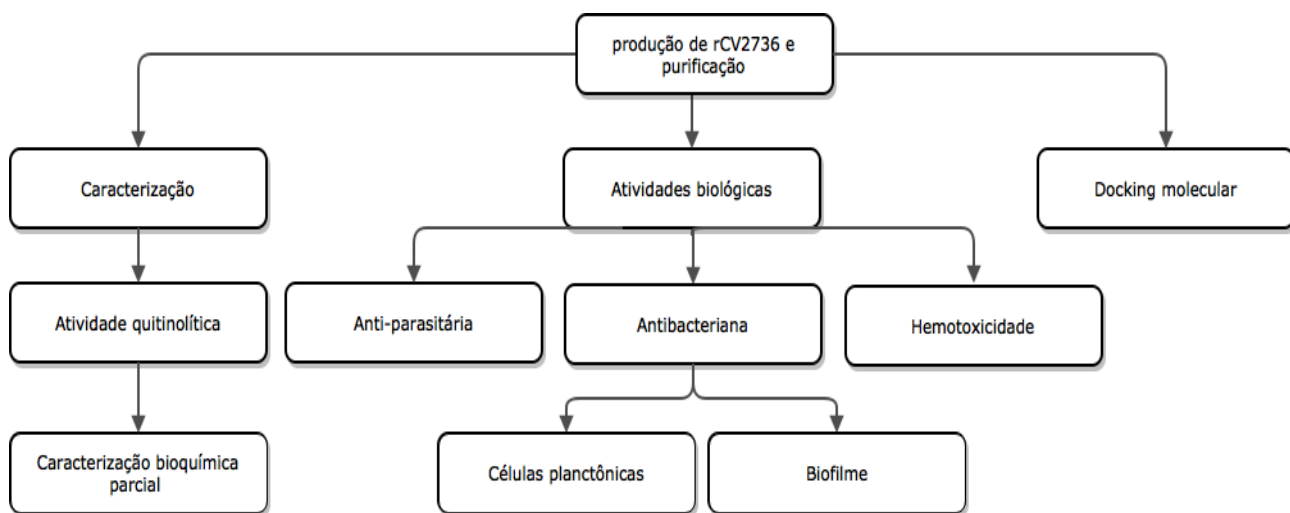 produção de rCV2736 e
purificação
Caracterização
Atividades biológicas
Docking molecular
Atividade quitinolítica
Anti-parasitária
Antibacteriana
Hemotoxicidade
Caracterização bioquímica
parcial
Células planctônicas
Biofilme